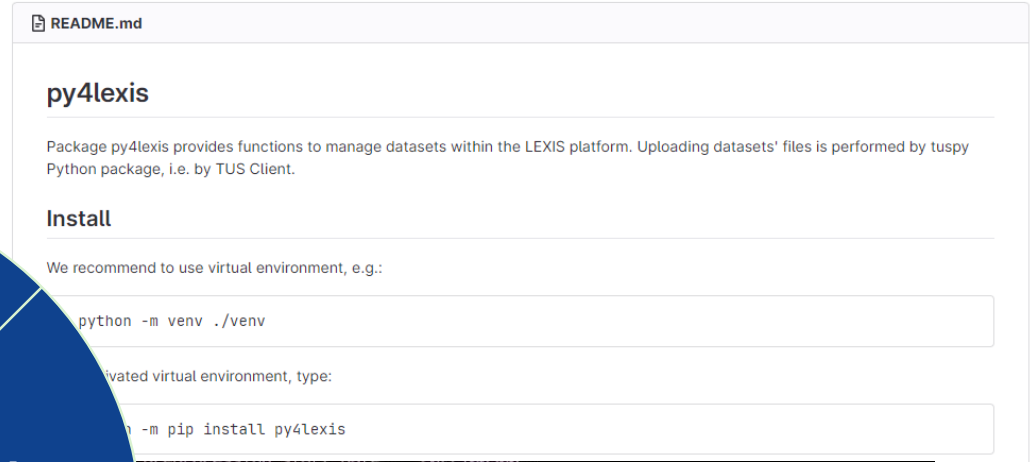 README.md
py4lexis
Package py4lexis provides functions to manage datasets within the LEXIS platform. Uploading datasets' files is performed by tuspy
Python package, i.e. by TUS Client.
Install
We recommend to use virtual environment, e.g.:
python -m venv ./venv
virtual environment, type:
-m pip install py4lexis